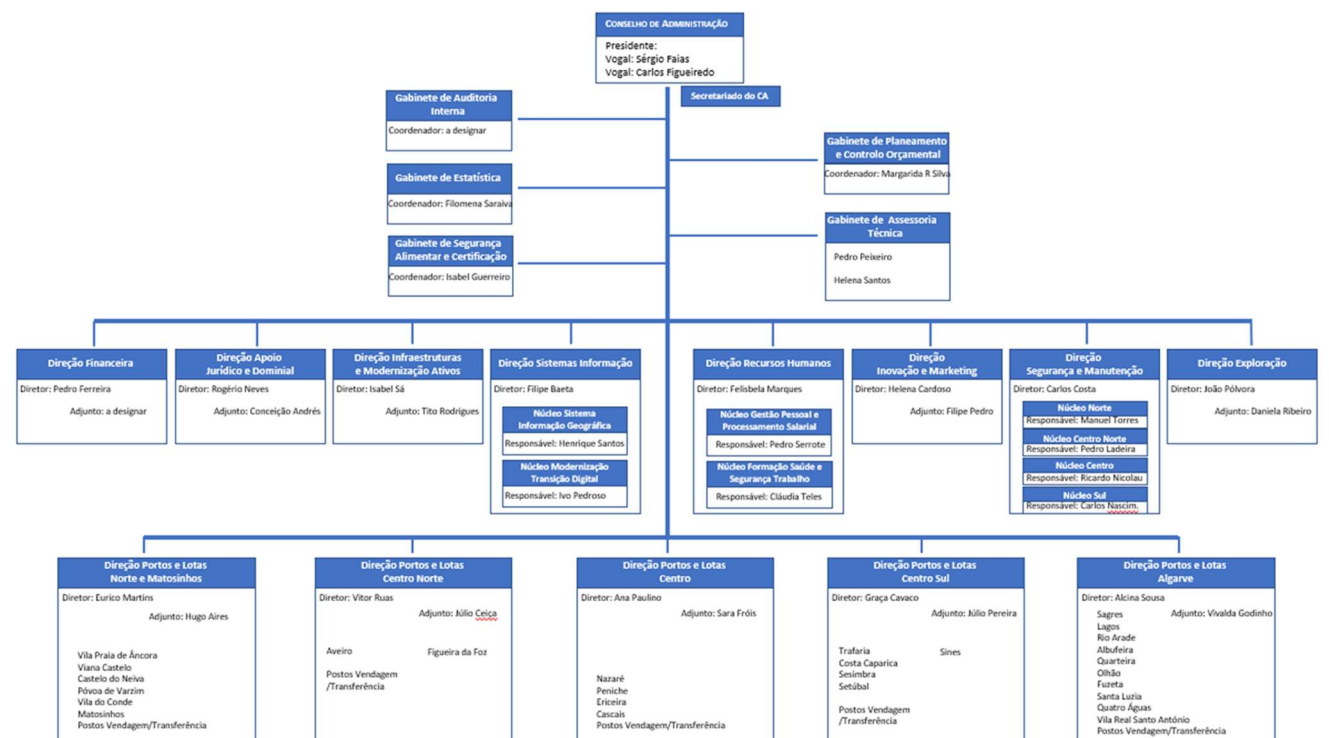 CONSELHO DE ADMINISTRAÇÃO
Presidente:
Vogal: Sérgio Faias
Vogal: Carlos Figueiredo
Secretariado do CA
Gabinete de Auditoria
Interna
Coordenador: a designar
Gabinete de Planeamento
e Controlo Orçamental
Coordenador: Margarida R Silva
Gabinete de Estatística
Coordenador: Filomena Saraiva
Gabinete de Assessoria
Técnica
Pedro Peixeiro
Helena Santos
Gabinete de Segurança
Alimentar e Certificação
Coordenador: Isabel Guerreiro
Direção Financeira
Diretor: Pedro Ferreira
Adjunto: a designar
Direção Apoio
Jurídico e Dominial
Diretor: Rogério Neves
Adjunto: Conceição Andrés
Direção Infraestruturas
e Modernização Ativos
Diretor: Isabel Sá
Adjunto: Tito Rodrigues
Direção Sistemas Informação
Diretor: Filipe Baeta
Núcleo Sistema
Informação Geográfica
Responsável: Henrique Santos
Núcleo Modernização
Transição Digital
Responsável: Ivo Pedroso
Direção Recursos Humanos
Diretor: Felisbela Marques
Núcleo Gestão Pessoal e
Processamento Salarial
Responsável: Pedro Serrote
Núcleo Formação Saúde e
Segurança Trabalho
Responsável: Cláudia Teles
Direção
Inovação e Marketing
Diretor: Helena Cardoso
Adjunto: Filipe Pedro
Direção
Segurança e Manutenção
Diretor: Carlos Costa
Núcleo Norte
Responsável: Manuel Torres
Núcleo Centro Norte
Responsável: Pedro Ladeira
Núcleo Centro
Responsável: Ricardo Nicolau
Núcleo Sul
Responsável: Carlos Nascim.
Direção Exploração
Diretor: João Pólvora
Adjunto: Daniela Ribeiro
Direção Portos e Lotas
Norte e Matosinhos
Diretor: Eurico Martins
Adjunto: Hugo Aires
Vila Praia de Âncora
Viana Castelo
Castelo do Neiva
Póvoa de Varzim
Vila do Conde
Matosinhos
Postos Vendagem/Transferência
Direção Portos e Lotas
Centro Norte
Diretor: Vitor Ruas
Adjunto: Júlio Ceiça
Aveiro
Figueira da Foz
Postos Vendagem
/Transferência
Direção Portos e Lotas
Centro
Diretor: Ana Paulino
Adjunto: Sara Fróis
Nazaré
Peniche
Ericeira
Cascais
Postos Vendagem/Transferência
Direção Portos e Lotas
Centro Sul
Diretor: Graça Cavaco
Adjunto: Júlio Pereira
Trafaria
Sines
Costa Caparica
Sesimbra
Setúbal
Postos Vendagem
/Transferência
Direção Portos e Lotas
Algarve
Diretor: Alcina Sousa
Adjunto: Vivalda Godinho
Sagres
Lagos
Rio Arade
Albufeira
Quarteira
Olhão
Fuzeta
Santa Luzia
Quatro Águas
Vila Real Santo António
Postos Vendagem/Transferência